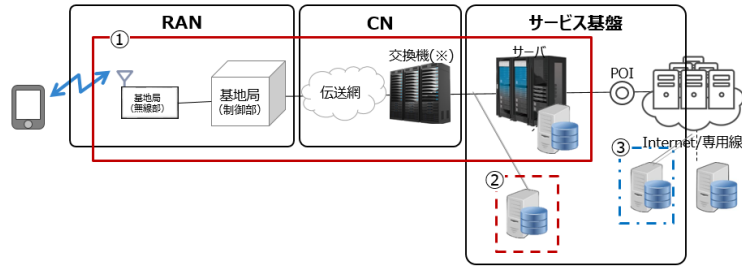 RAN
CN
サービス基盤
①
交換機(※)
サーバ
POI
基地局
(無線部)
基地局
(制御部)
伝送網
Internet/専用線
②
③